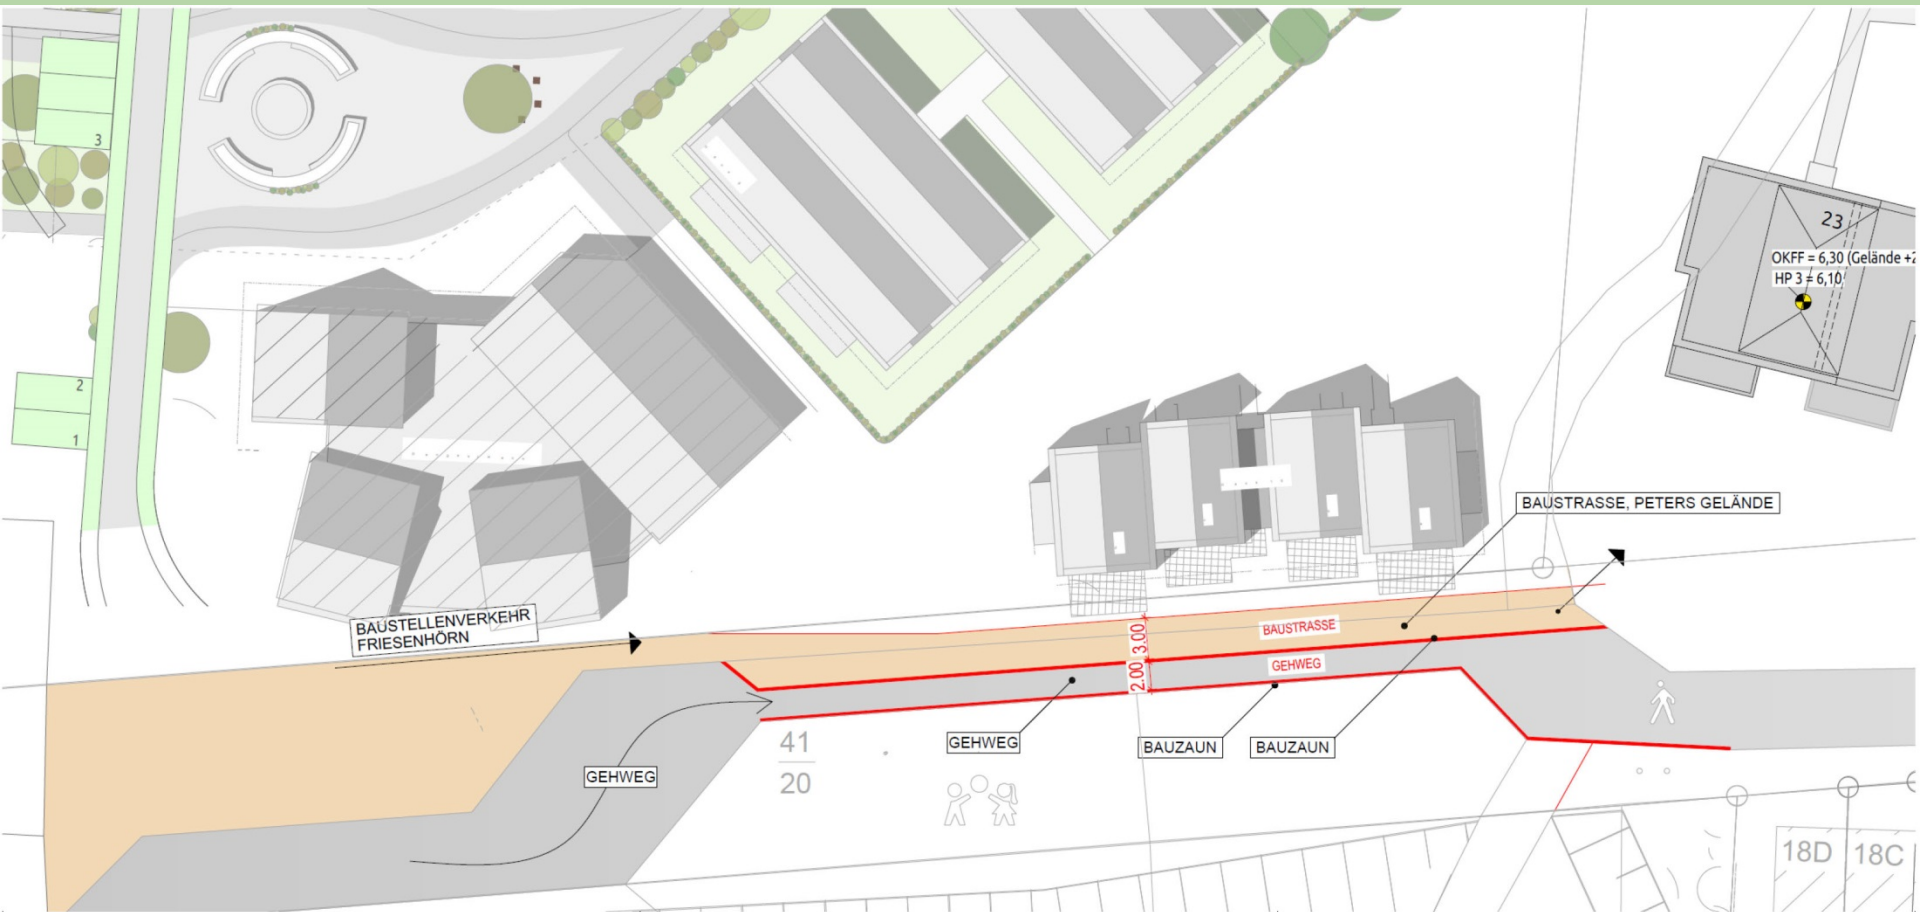 3
2
1
23
OKFF = 6,30 (Gelände +2
HP 3 = 6,10
BAUSTRASSE, PETERS GELÄNDE
BAUSTELLENVERKEHR
FRIESENHÖRN
BAUSTRASSE
3.00
GEHWEG
2.00
GEHWEG
BAUZAUN
BAUZAUN
41
20
GEHWEG
18D
18C